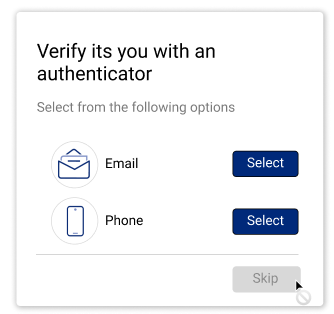 Verify its you with an
authenticator
Select from the following options
Email
Select
Phone
Select
Skip